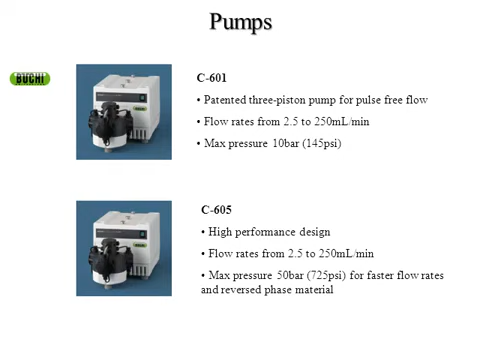 Pumps
BUCHI
C-601
• Patented three-piston pump for pulse free flow
• Flow rates from 2.5 to 250mL/min
• Max pressure 10bar (145psi)
C-605
• High performance design
• Flow rates from 2.5 to 250mL/min
• Max pressure 50bar (725psi) for faster flow rates
and reversed phase material